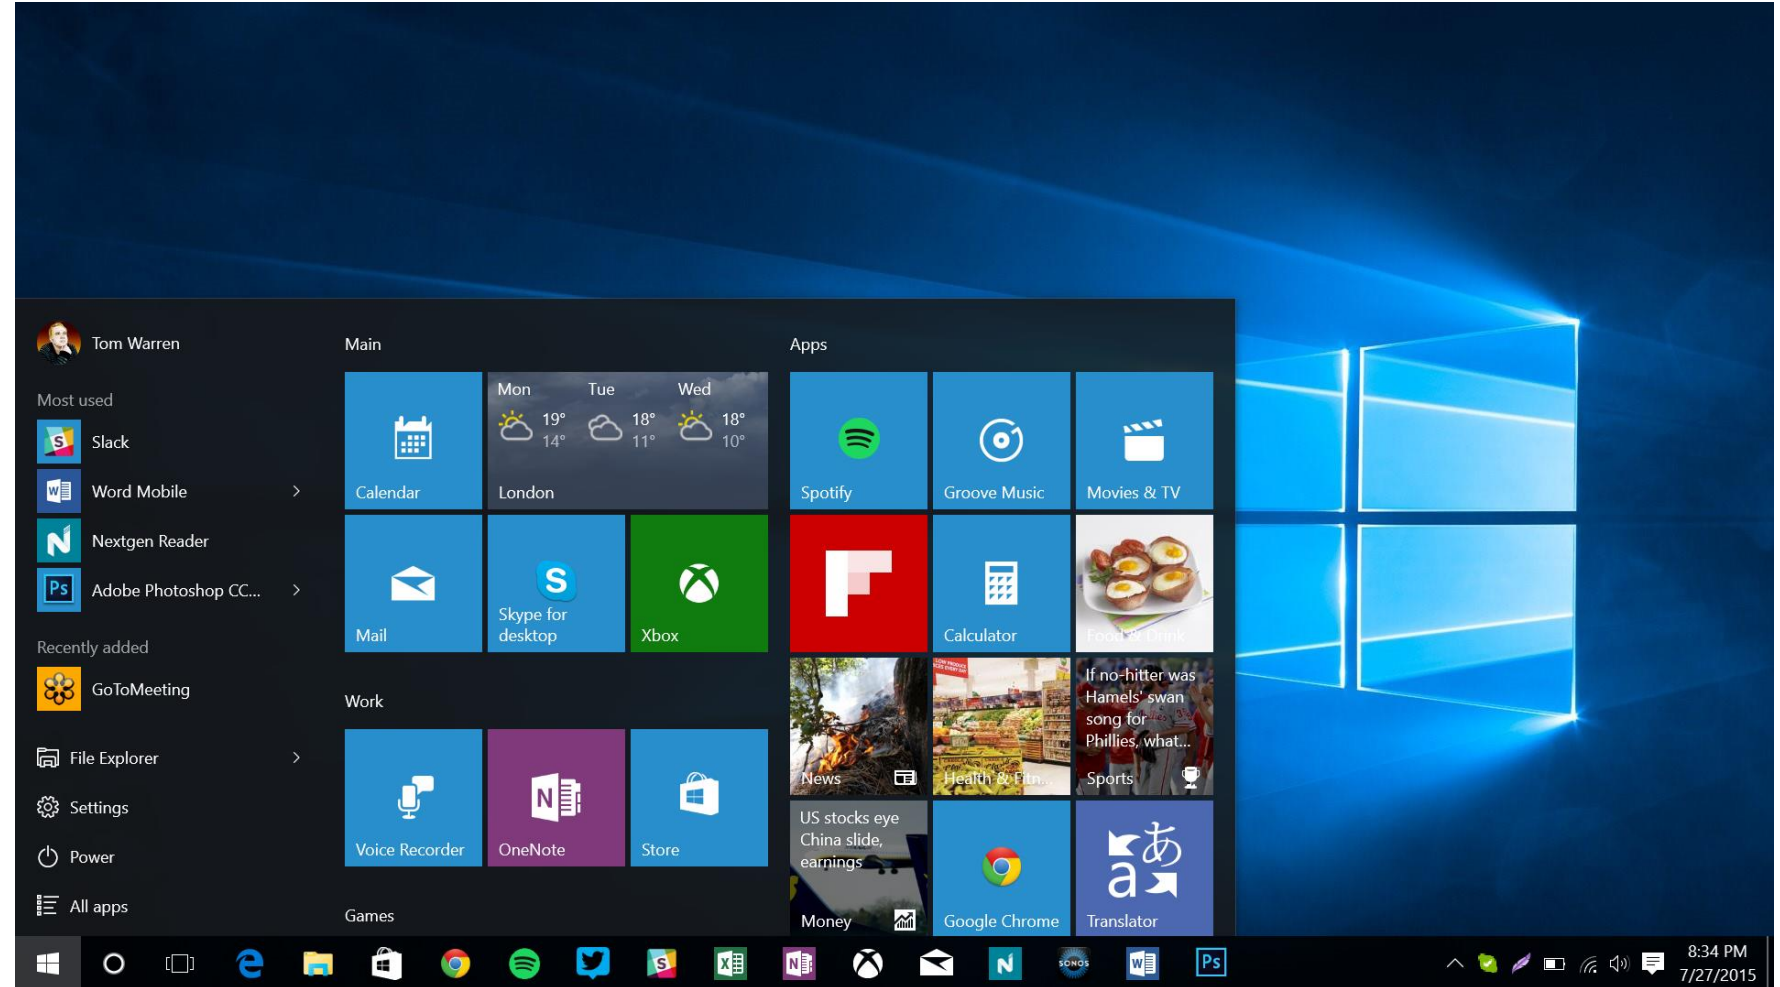 Tom Warren
Most used
Slack
Word Mobile
Nextgen Reader
Adobe Photoshop CC...
Recently added
GoToMeeting
File Explorer
Settings
Power
All apps
Main
Calendar
Mon Tue Wed
19° 18° 18°
14° 11° 10°
London
Mail
Skype for
desktop
Xbox
Work
Voice Recorder
OneNote
Store
Games
Apps
Spotify
Groove Music
Movies & TV
Calculator
Food & Drink
News
Health & Fitn...
If no-hitter was
Hamels' swan
song for
Phillies, what...
Sports
US stocks eye
China slide,
earnings
Money
Google Chrome
あ
a
Translator
SONOS
Ps
8:34 PM
7/27/2015